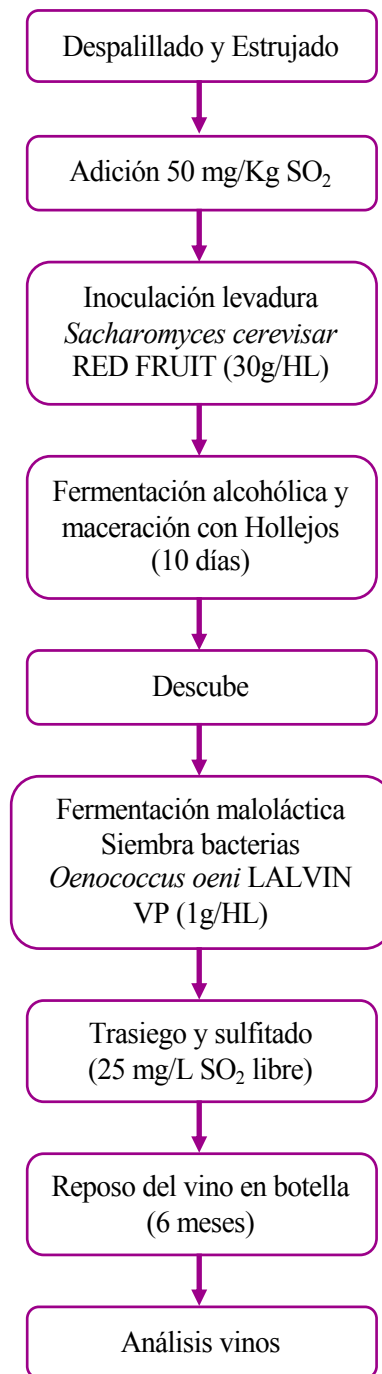 Despalillado y Estrujado
Adición 50 mg/Kg SO₂
Inoculación levadura
Sacharomyces cerevisar
RED FRUIT (30g/HL)
Fermentación alcohólica y
maceración con Hollejos
(10 días)
Descube
Fermentación maloláctica
Siembra bacterias
Oenococcus oeni LALVIN
VP (1g/HL)
Trasiego y sulfitado
(25 mg/L SO₂ libre)
Reposo del vino en botella
(6 meses)
Análisis vinos